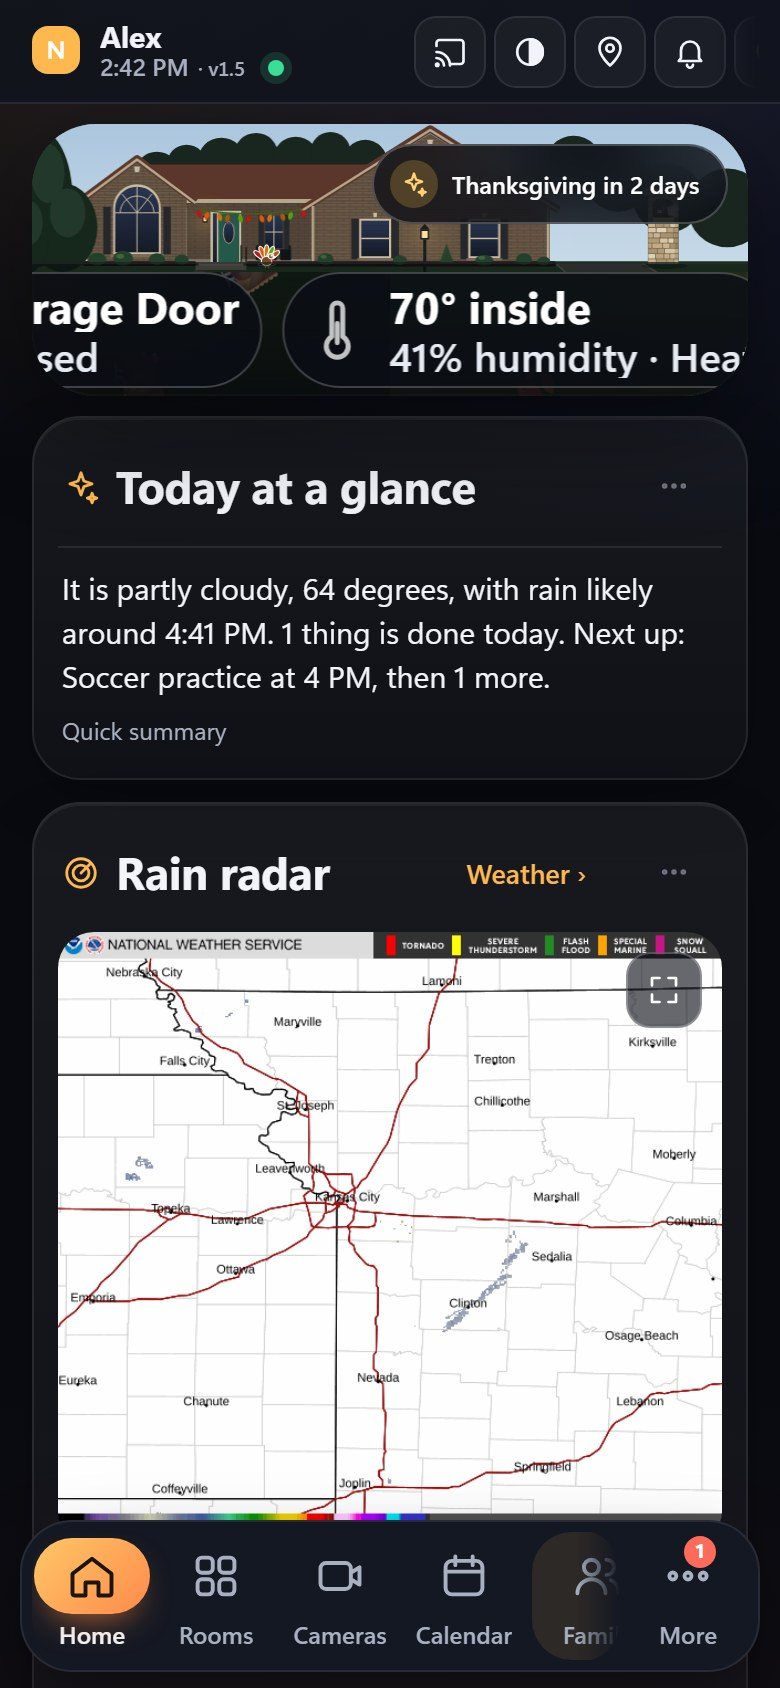 N
Alex
2:42 PM · v1.5
Thanksgiving in 2 days
rage Door
sed
70° inside
41% humidity · Hea
Today at a glance
It is partly cloudy, 64 degrees, with rain likely
around 4:41 PM. 1 thing is done today. Next up:
Soccer practice at 4 PM, then 1 more.
Quick summary
Rain radar
Weather ›
NATIONAL WEATHER SERVICE
TORNADO
SEVERE THUNDERSTORM
FLASH FLOOD
SPECIAL MARINE
SNOW SQUALL
Nebraska City
Lamoni
Maryville
Kirksville
Falls City
Trenton
Chillicothe
St Joseph
Moberly
Leavenworth
Kansas City
Marshall
Topeka
Lawrence
Columbia
Sedalia
Ottawa
Emporia
Clinton
Osage Beach
Eureka
Nevada
Chanute
Lebanon
Springfield
Joplin
Coffeyville
1
Home
Rooms
Cameras
Calendar
Fami
More